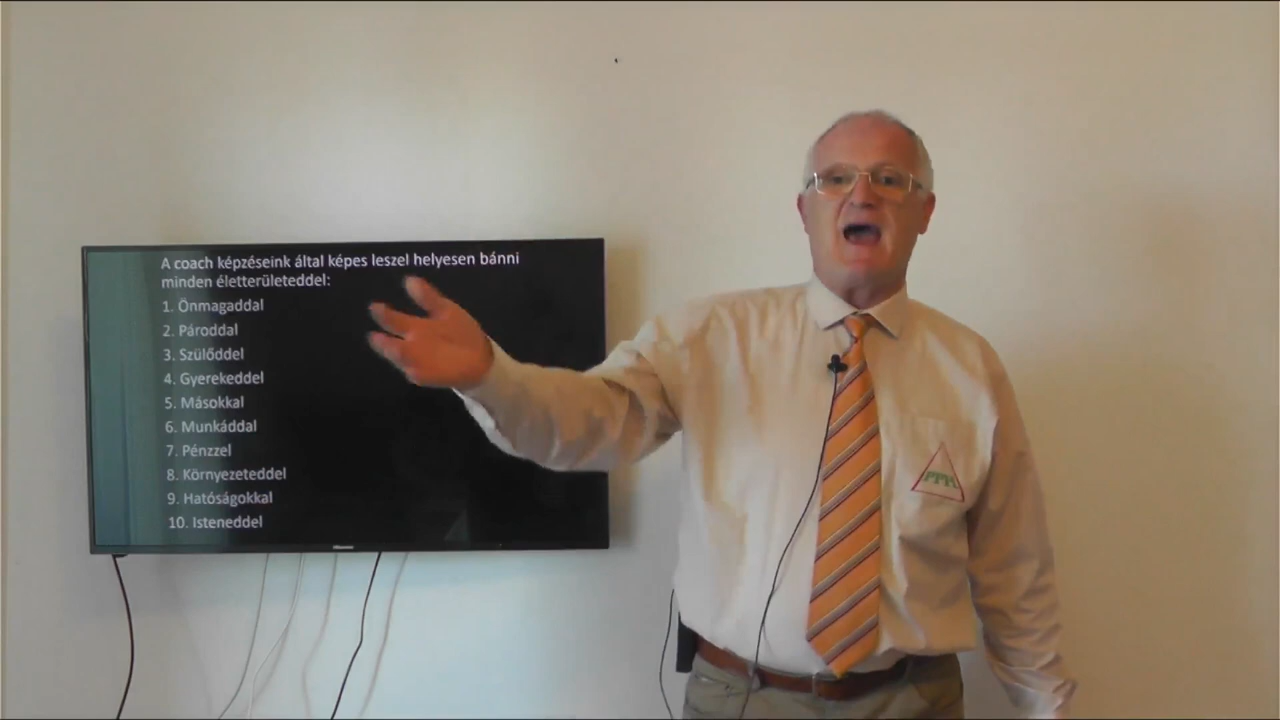 A coach képzéseink által képes leszel helyesen bánni
minden életterületeddel:
1. Önmagaddal
2. Pároddal
3. Szülőddel
4. Gyerekeddel
5. Másokkal
6. Munkáddal
7. Pénzzel
8. Környezeteddel
9. Hatóságokkal
10. Isteneddel